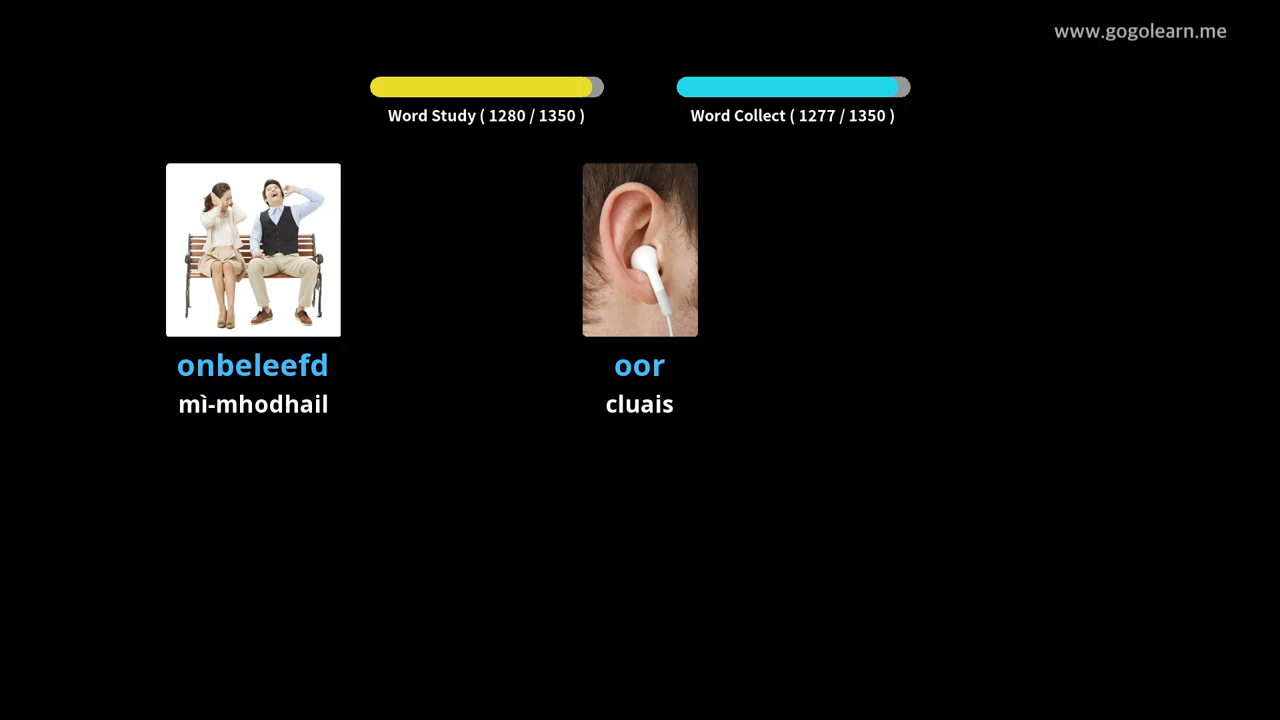 www.gogolearn.me
Word Study ( 1280 / 1350 )
Word Collect ( 1277 / 1350 )
onbeleefd
mì-mhodhail
oor
cluais